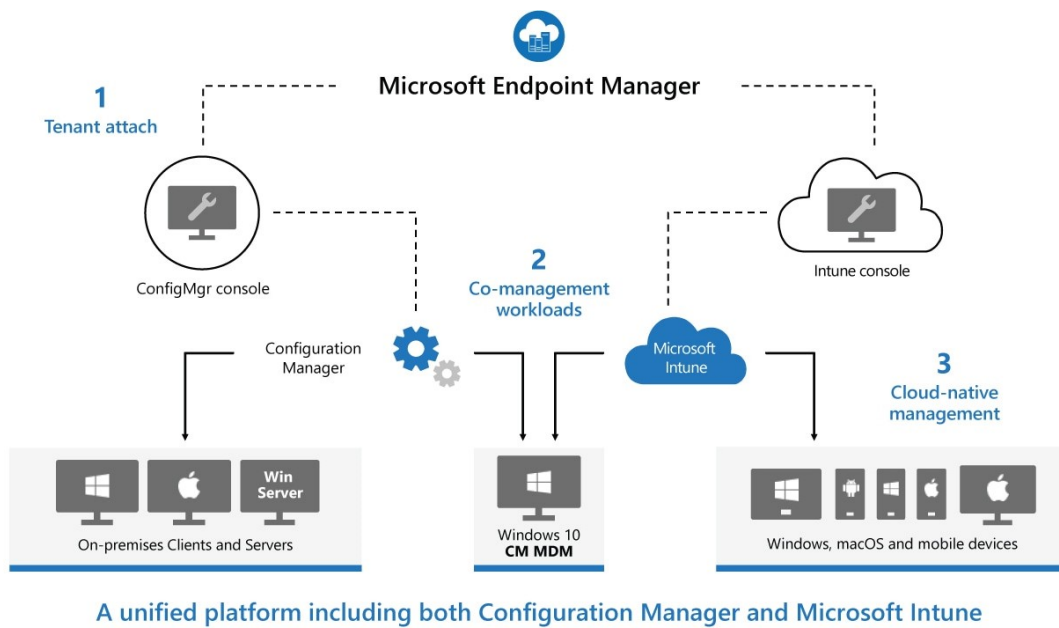 Microsoft Endpoint Manager
1
Tenant attach
ConfigMgr console
Intune console
2
Co-management
workloads
Configuration
Manager
Microsoft
Intune
3
Cloud-native
management
Win
Server
On-premises Clients and Servers
Windows 10
CM MDM
Windows, macOS and mobile devices
A unified platform including both Configuration Manager and Microsoft Intune